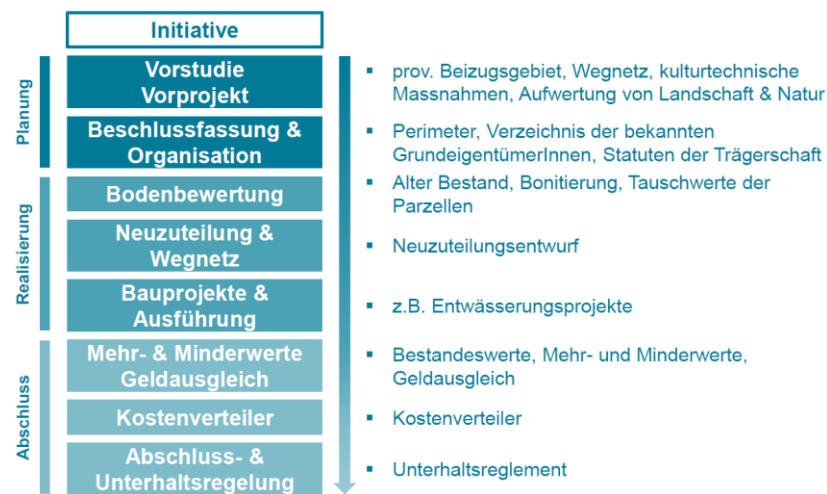 Initiative
Planung
Vorstudie
Vorprojekt
▪ prov. Beizugsgebiet, Wegnetz, kulturtechnische
Massnahmen, Aufwertung von Landschaft & Natur
Beschlussfassung &
Organisation
▪ Perimeter, Verzeichnis der bekannten
GrundeigentümerInnen, Statuten der Trägerschaft
Realisierung
Bodenbewertung
▪ Alter Bestand, Bonitierung, Tauschwerte der
Parzellen
Neuzuteilung &
Wegnetz
▪ Neuzuteilungsentwurf
Bauprojekte &
Ausführung
▪ z.B. Entwässerungsprojekte
Abschluss
Mehr- & Minderwerte
Geldausgleich
▪ Bestandeswerte, Mehr- und Minderwerte,
Geldausgleich
Kostenverteiler
▪ Kostenverteiler
Abschluss- &
Unterhaltsregelung
▪ Unterhaltsreglement